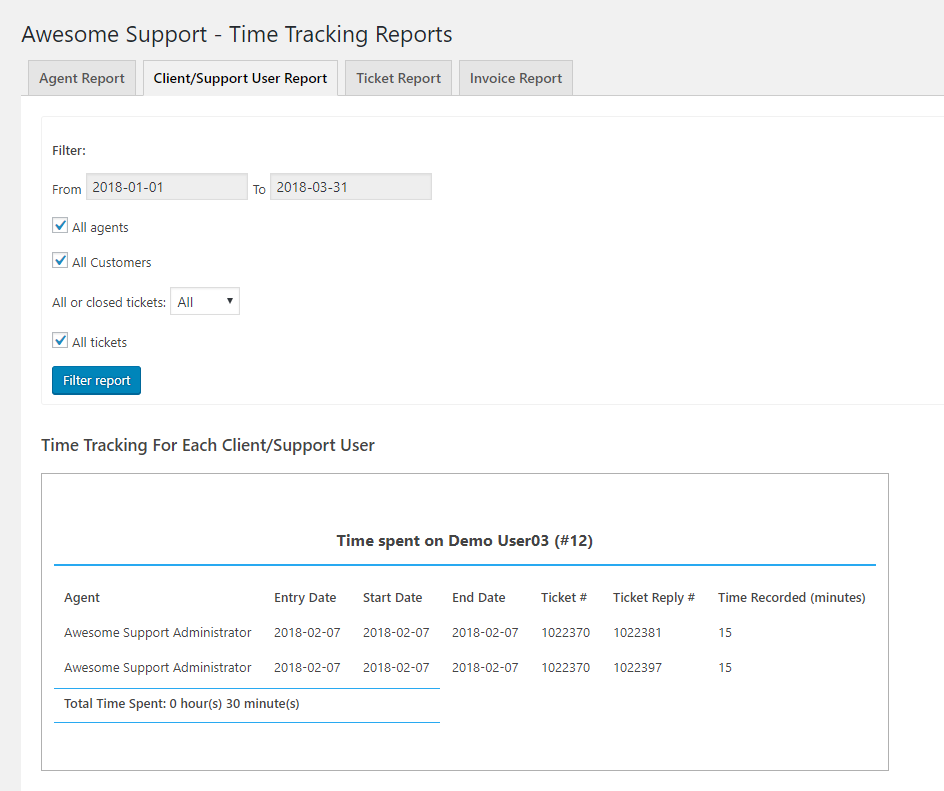 Awesome Support - Time Tracking Reports
Agent Report Client/Support User Report Ticket Report Invoice Report
Filter:
From 2018-01-01 To 2018-03-31
All agents
All Customers
All or closed tickets: All
All tickets
Filter report
Time Tracking For Each Client/Support User
Time spent on Demo User03 (#12)
Agent Entry Date Start Date End Date Ticket # Ticket Reply # Time Recorded (minutes)
Awesome Support Administrator 2018-02-07 2018-02-07 2018-02-07 1022370 1022381 15
Awesome Support Administrator 2018-02-07 2018-02-07 2018-02-07 1022370 1022397 15
Total Time Spent: 0 hour(s) 30 minute(s)